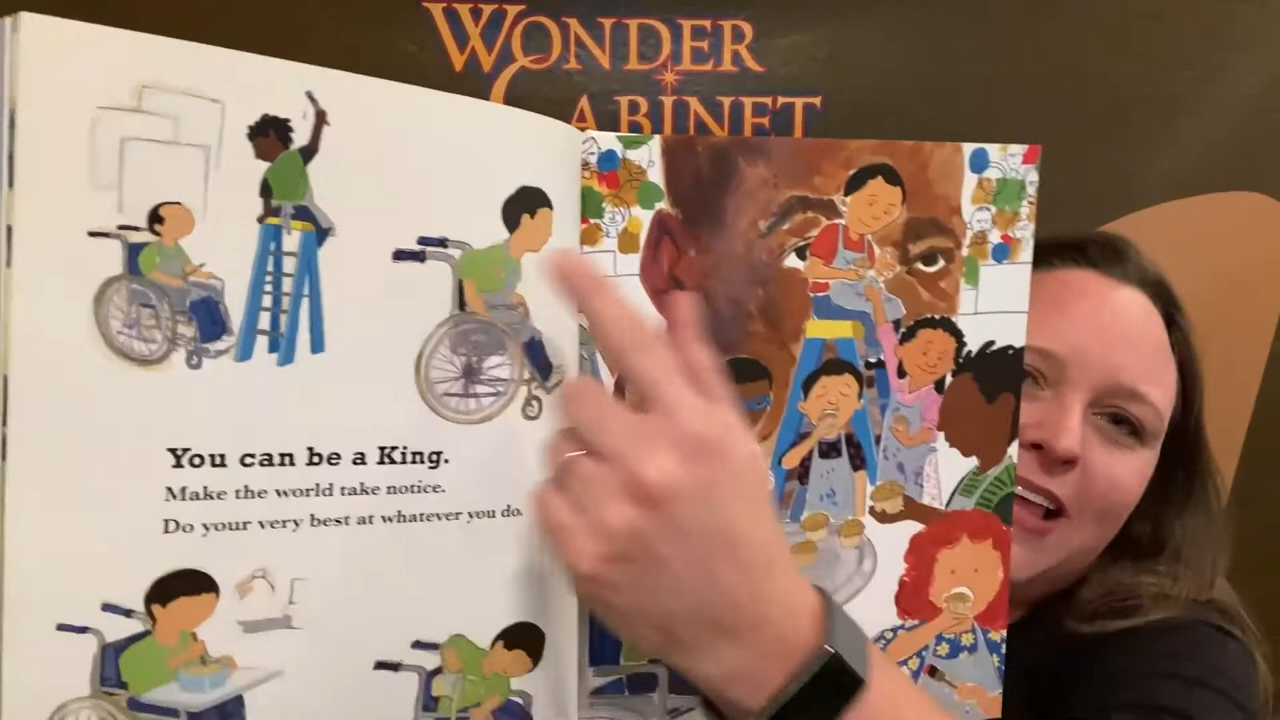 WONDER
CABINET
You can be a King.
Make the world take notice.
Do your very best at whatever you do.